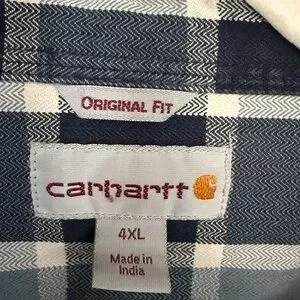 ORIGINAL FIT
carhartt
4XL
Made in
India